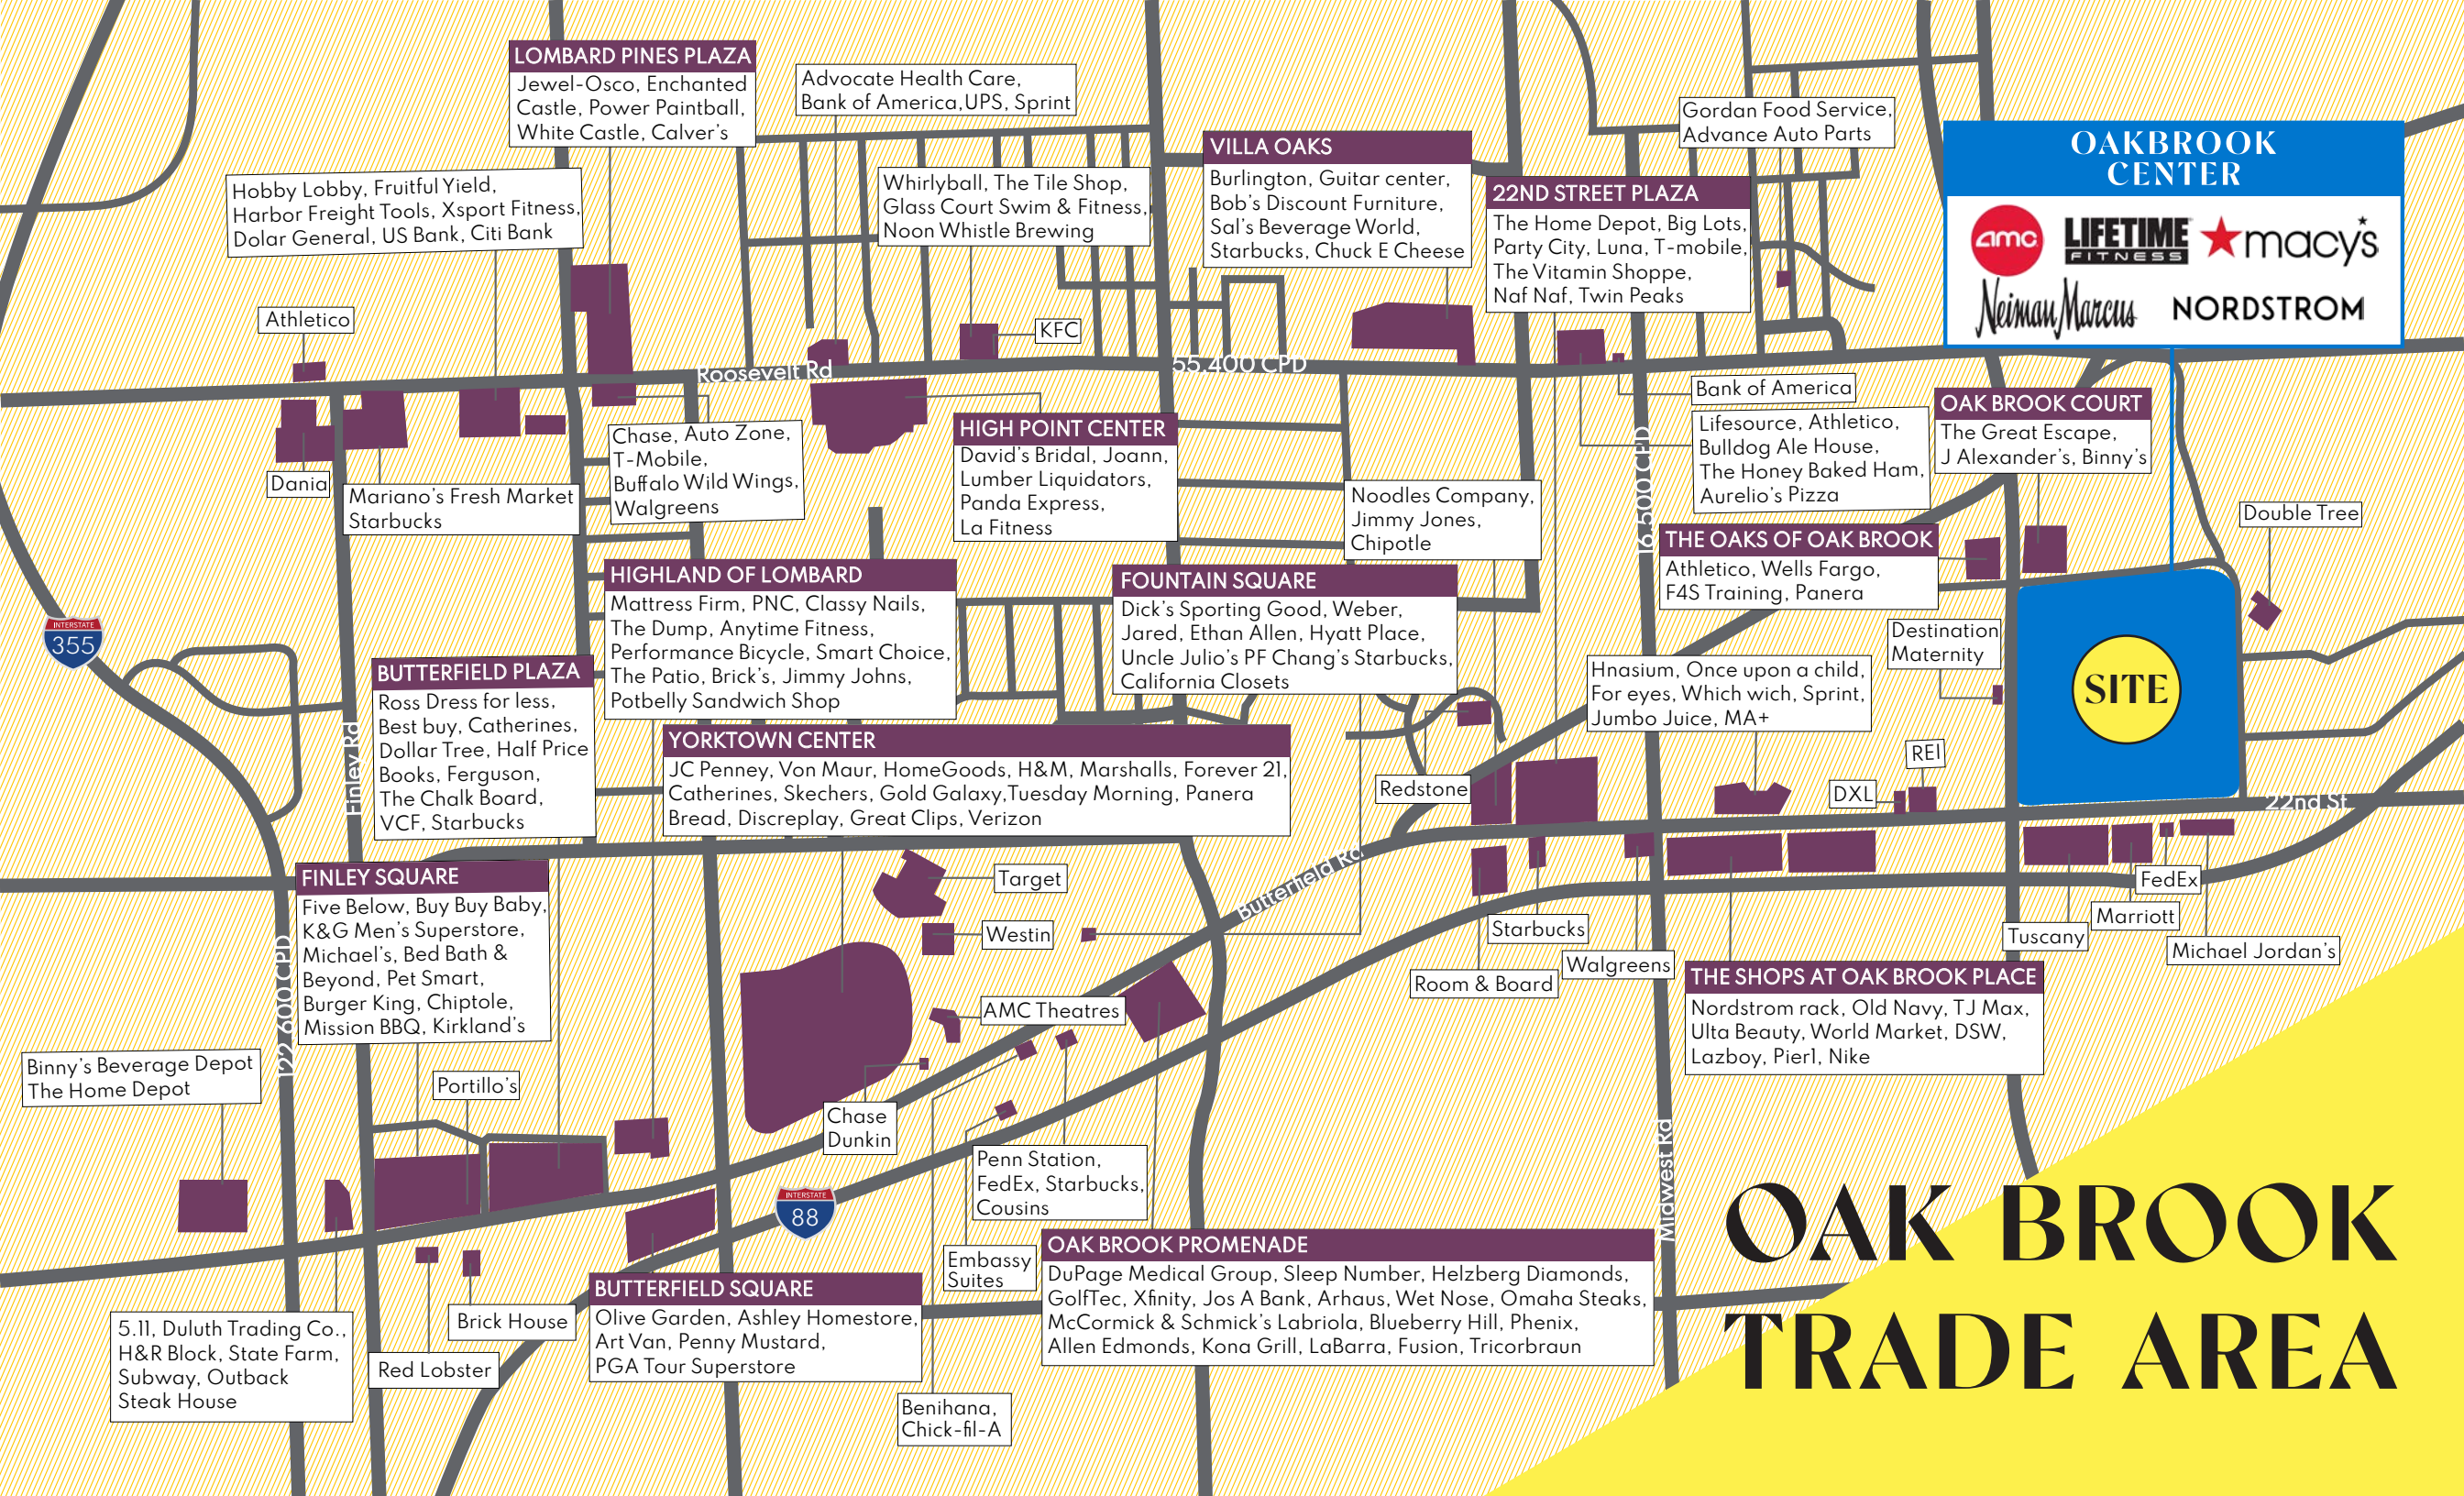 LOMBARD PINES PLAZA
Jewel-Osco, Enchanted
Castle, Power Paintball,
White Castle, Calver's
Advocate Health Care,
Bank of America,UPS, Sprint
Gordan Food Service,
Advance Auto Parts
OAKBROOK
CENTER
amc
LIFETIME
FITNESS
macy's
Neiman Marcus
NORDSTROM
VILLA OAKS
Burlington, Guitar center,
Bob's Discount Furniture,
Sal's Beverage World,
Starbucks, Chuck E Cheese
22ND STREET PLAZA
The Home Depot, Big Lots,
Party City, Luna, T-mobile,
The Vitamin Shoppe,
Naf Naf, Twin Peaks
Hobby Lobby, Fruitful Yield,
Harbor Freight Tools, Xsport Fitness,
Dolar General, US Bank, Citi Bank
Whirlyball, The Tile Shop,
Glass Court Swim & Fitness,
Noon Whistle Brewing
Athletico
KFC
Roosevelt Rd
55,400 CPD
Bank of America
Lifesource, Athletico,
Bulldog Ale House,
The Honey Baked Ham,
Aurelio's Pizza
OAK BROOK COURT
The Great Escape,
J Alexander's, Binny's
Dania
Mariano's Fresh Market
Starbucks
Chase, Auto Zone,
T-Mobile,
Buffalo Wild Wings,
Walgreens
HIGH POINT CENTER
David's Bridal, Joann,
Lumber Liquidators,
Panda Express,
La Fitness
Noodles Company,
Jimmy Jones,
Chipotle
16,500 CPD
Double Tree
THE OAKS OF OAK BROOK
Athletico, Wells Fargo,
F4S Training, Panera
HIGHLAND OF LOMBARD
Mattress Firm, PNC, Classy Nails,
The Dump, Anytime Fitness,
Performance Bicycle, Smart Choice,
The Patio, Brick's, Jimmy Johns,
Potbelly Sandwich Shop
FOUNTAIN SQUARE
Dick's Sporting Good, Weber,
Jared, Ethan Allen, Hyatt Place,
Uncle Julio's PF Chang's Starbucks,
California Closets
INTERSTATE
355
Destination
Maternity
SITE
BUTTERFIELD PLAZA
Ross Dress for less,
Best buy, Catherines,
Dollar Tree, Half Price
Books, Ferguson,
The Chalk Board,
VCF, Starbucks
Hnasium, Once upon a child,
For eyes, Which wich, Sprint,
Jumbo Juice, MA+
YORKTOWN CENTER
JC Penney, Von Maur, HomeGoods, H&M, Marshalls, Forever 21,
Catherines, Skechers, Gold Galaxy,Tuesday Morning, Panera
Bread, Discreplay, Great Clips, Verizon
Finley Rd
Redstone
REI
DXL
22nd St
FINLEY SQUARE
Five Below, Buy Buy Baby,
K&G Men's Superstore,
Michael's, Bed Bath &
Beyond, Pet Smart,
Burger King, Chiptole,
Mission BBQ, Kirkland's
Target
Westin
Butterfield Rd
FedEx
Marriott
Tuscany
Michael Jordan's
Starbucks
Walgreens
Room & Board
THE SHOPS AT OAK BROOK PLACE
Nordstrom rack, Old Navy, TJ Max,
Ulta Beauty, World Market, DSW,
Lazboy, Pier1, Nike
122,600 CPD
AMC Theatres
Binny's Beverage Depot
The Home Depot
Portillo's
Chase
Dunkin
Penn Station,
FedEx, Starbucks,
Cousins
Midwest Rd
INTERSTATE
88
Embassy
Suites
OAK BROOK PROMENADE
DuPage Medical Group, Sleep Number, Helzberg Diamonds,
GolfTec, Xfinity, Jos A Bank, Arhaus, Wet Nose, Omaha Steaks,
McCormick & Schmick's Labriola, Blueberry Hill, Phenix,
Allen Edmonds, Kona Grill, LaBarra, Fusion, Tricorbraun
BUTTERFIELD SQUARE
Olive Garden, Ashley Homestore,
Art Van, Penny Mustard,
PGA Tour Superstore
5.11, Duluth Trading Co.,
H&R Block, State Farm,
Subway, Outback
Steak House
Brick House
Red Lobster
Benihana,
Chick-fil-A
OAK BROOK
TRADE AREA